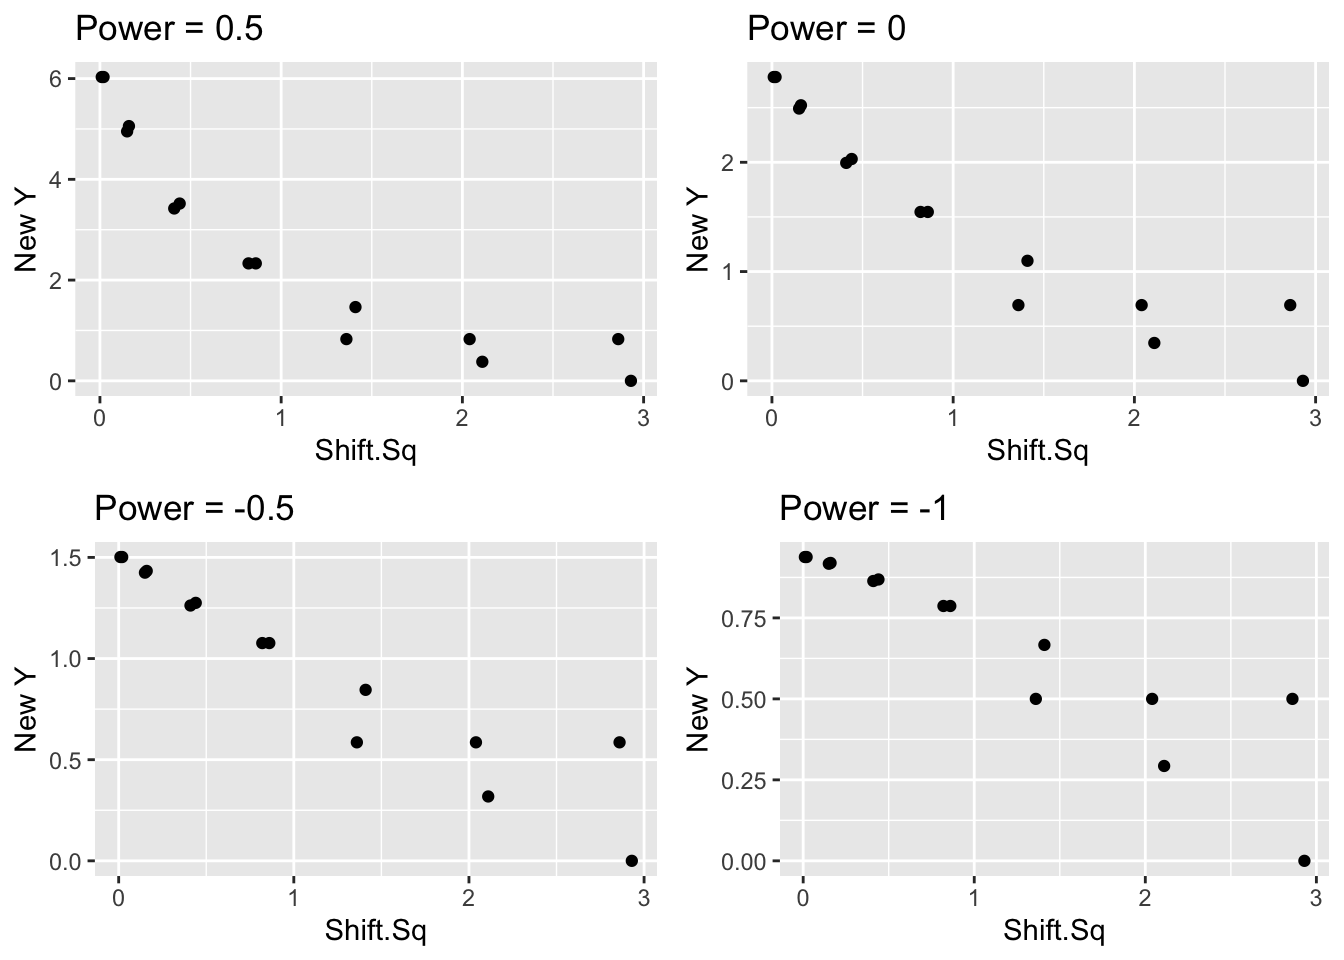 Power = 0.5
6
4
2
0
New Y
0 1 2 3
Shift.Sq
Power = 0
2
1
0
New Y
0 1 2 3
Shift.Sq
Power = -0.5
1.5
1.0
0.5
0.0
New Y
0 1 2 3
Shift.Sq
Power = -1
0.75
0.50
0.25
0.00
New Y
0 1 2 3
Shift.Sq